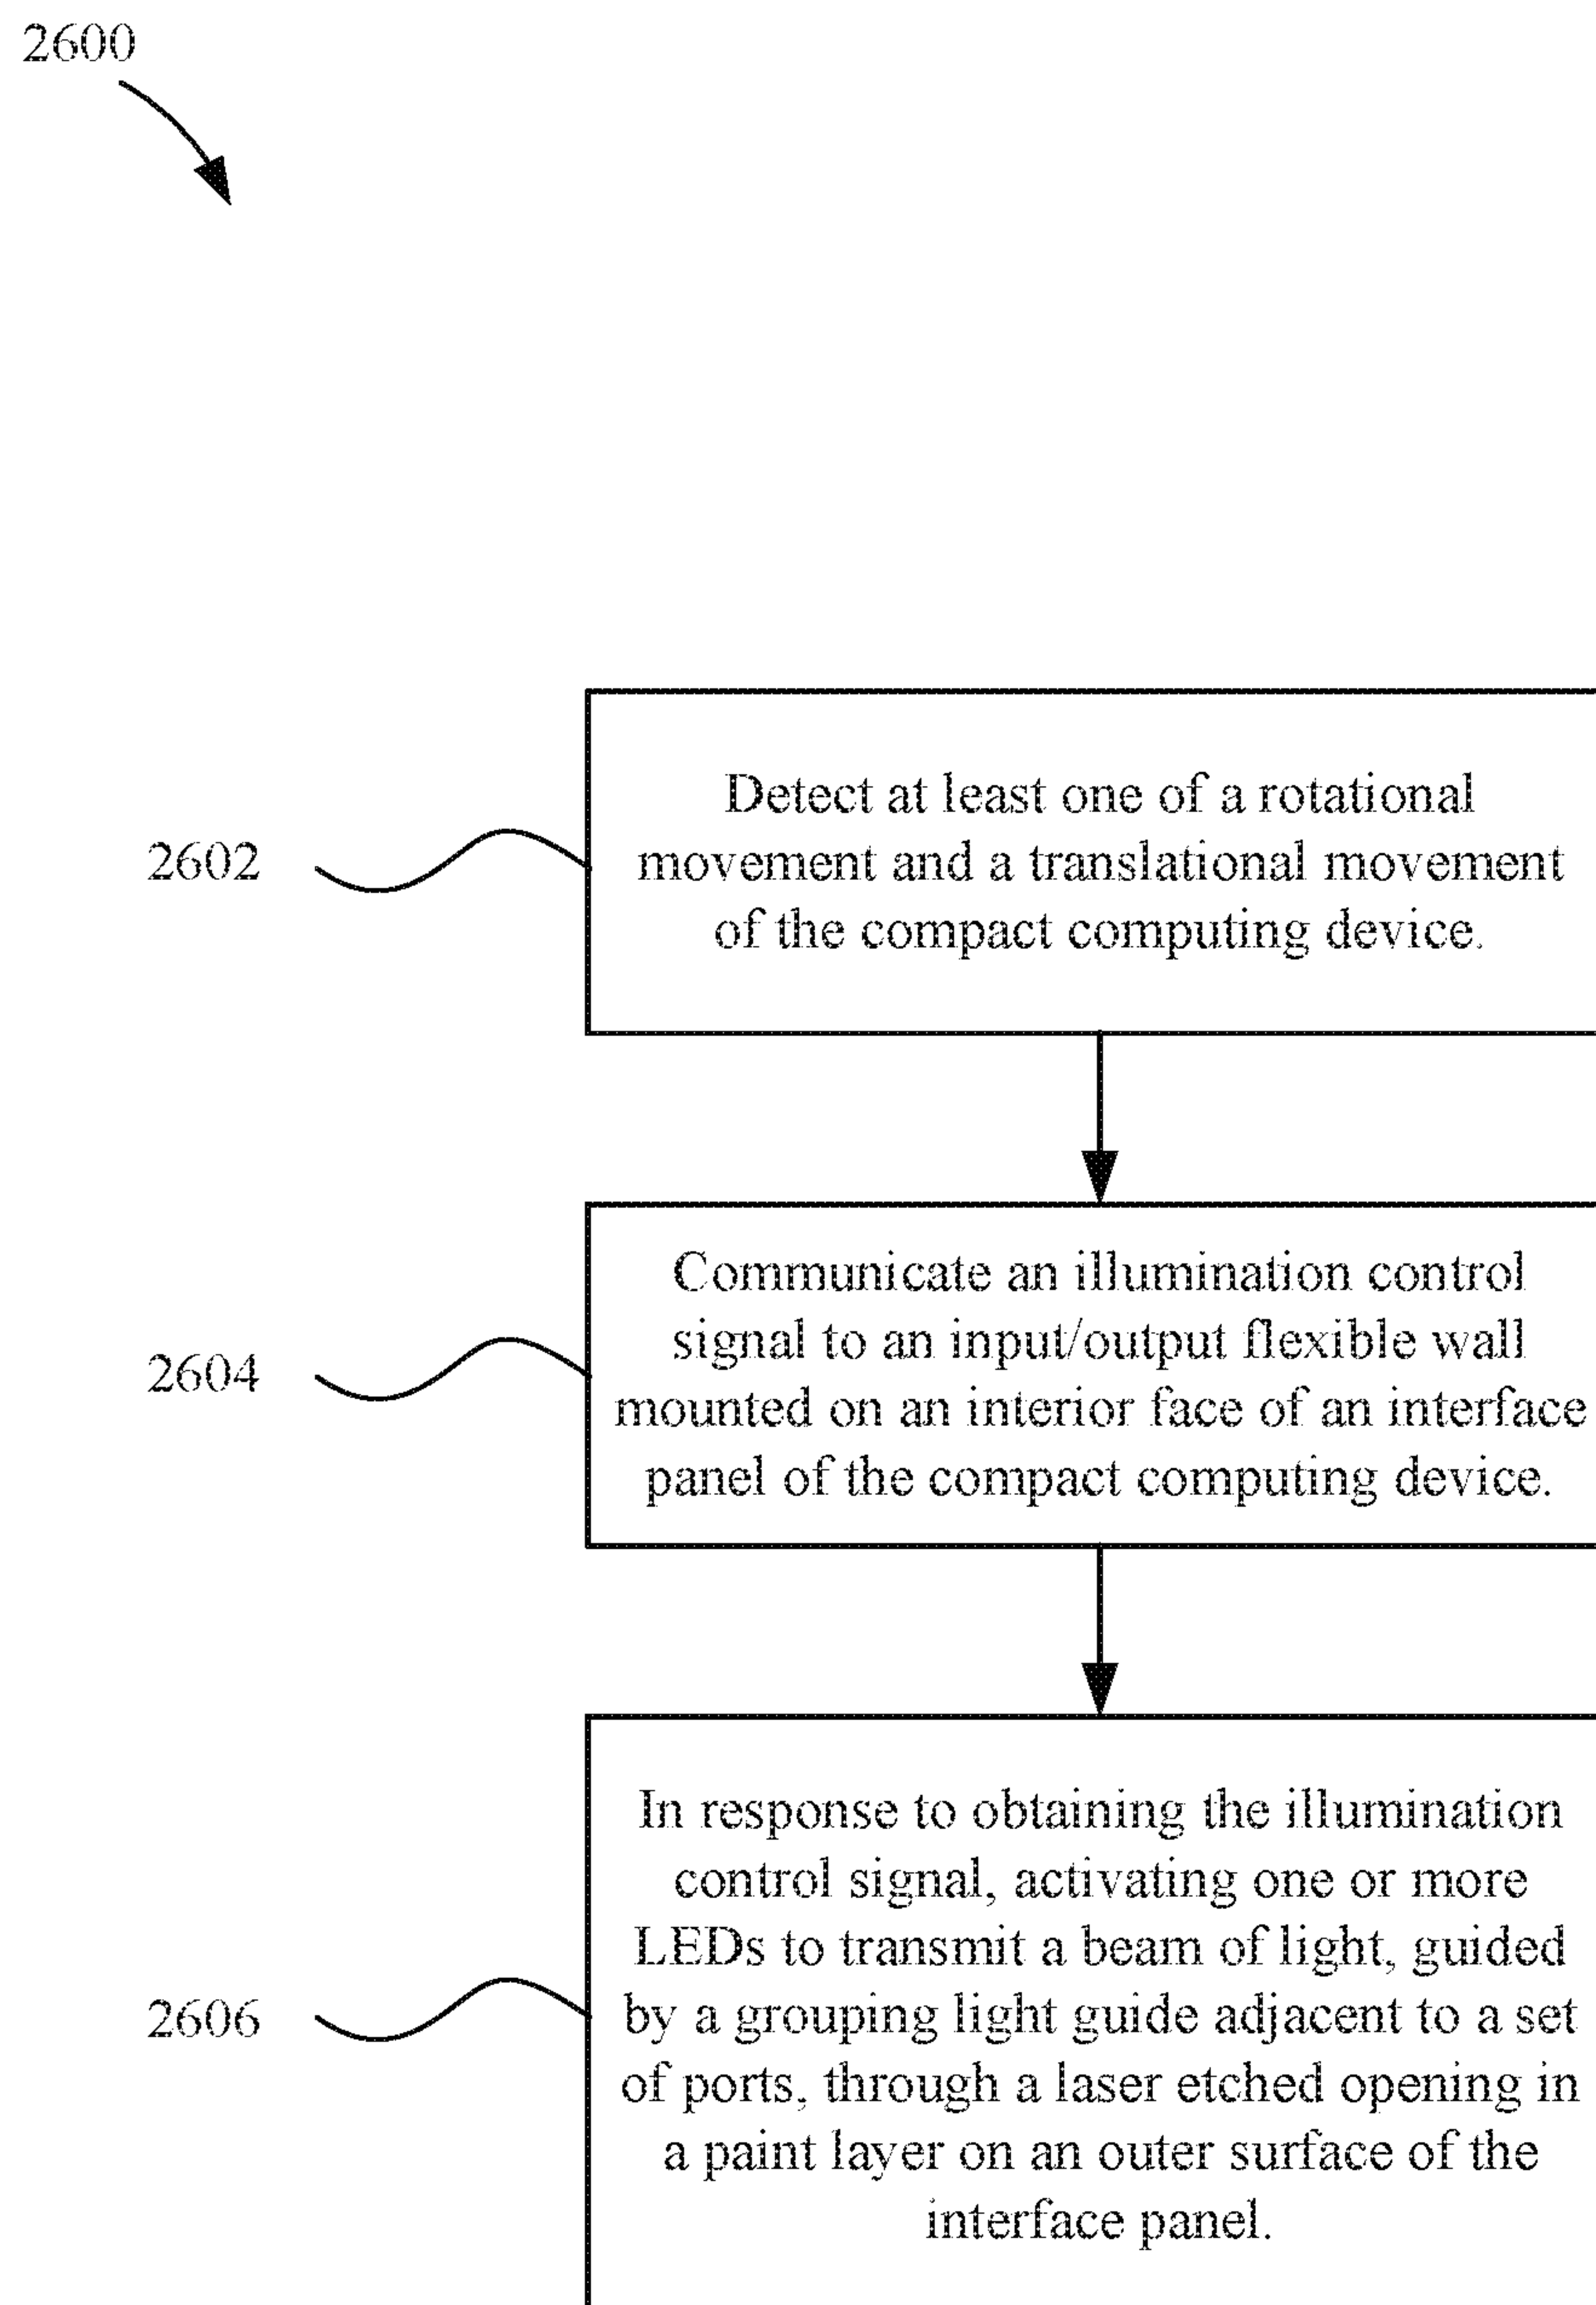 2600
2602
Detect at least one of a rotational
movement and a translational movement
of the compact computing device.
2604
Communicate an illumination control
signal to an input/output flexible wall
mounted on an interior face of an interface
panel of the compact computing device.
2606
In response to obtaining the illumination
control signal, activating one or more
LEDs to transmit a beam of light, guided
by a grouping light guide adjacent to a set
of ports, through a laser etched opening in
a paint layer on an outer surface of the
interface panel.